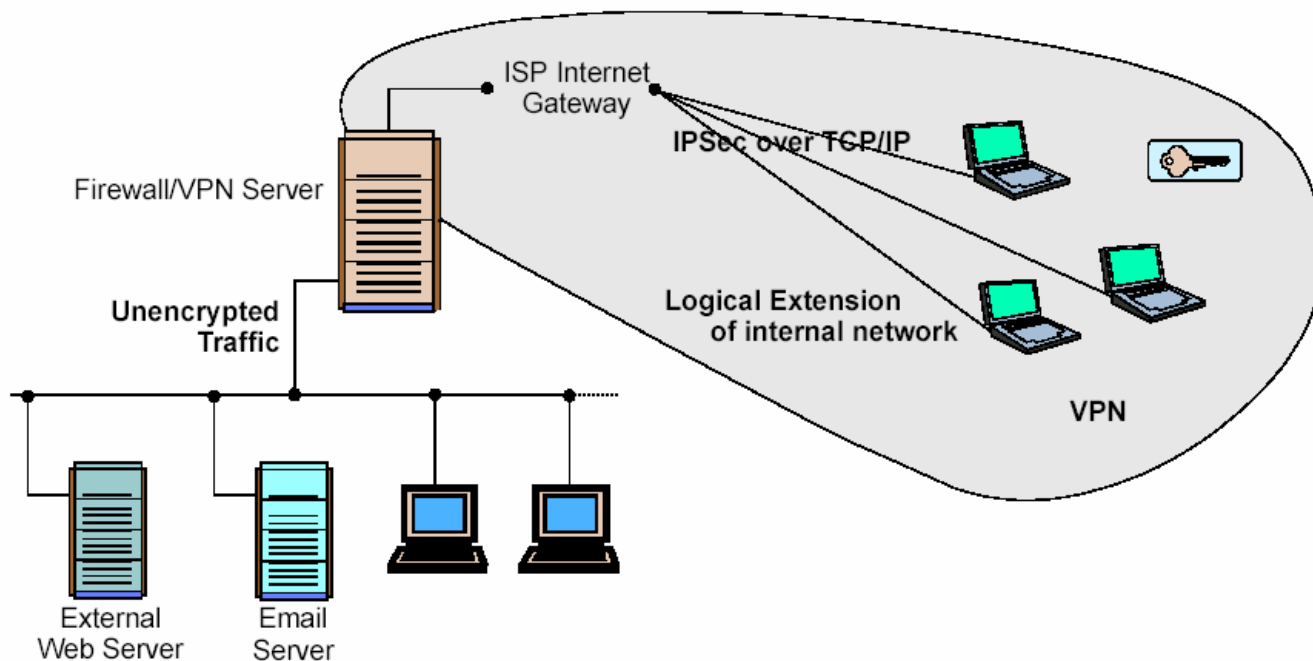 ISP Internet
Gateway
IPSec over TCP/IP
Firewall/VPN Server
Unencrypted
Traffic
Logical Extension
of internal network
VPN
External
Web Server
Email
Server